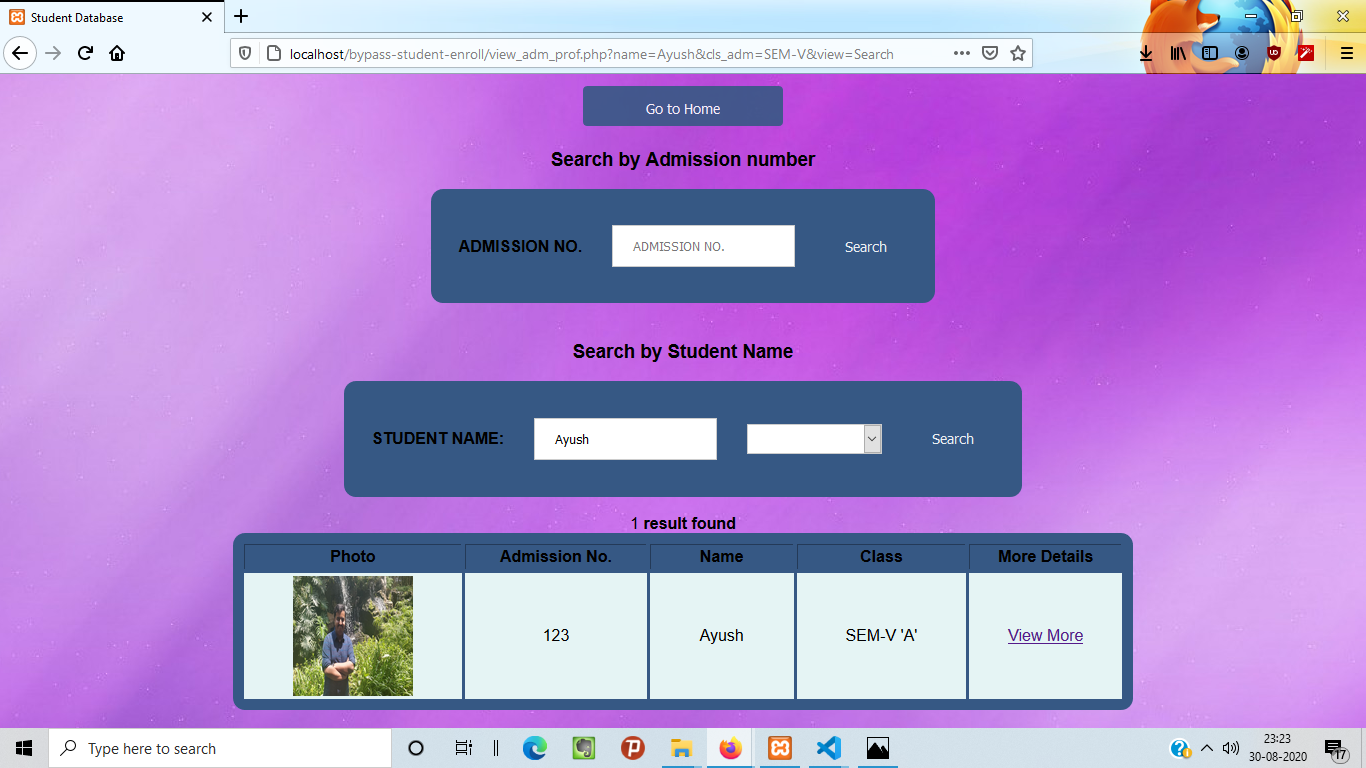 Student Database
localhost/bypass-student-enroll/view_adm_prof.php?name=Ayush&cls_adm=SEM-V&view=Search
Go to Home
Search by Admission number
ADMISSION NO. ADMISSION NO. Search
Search by Student Name
STUDENT NAME: Ayush Search
1 result found
Photo Admission No. Name Class More Details
123 Ayush SEM-V 'A' View More
Type here to search
23:23
30-08-2020
17